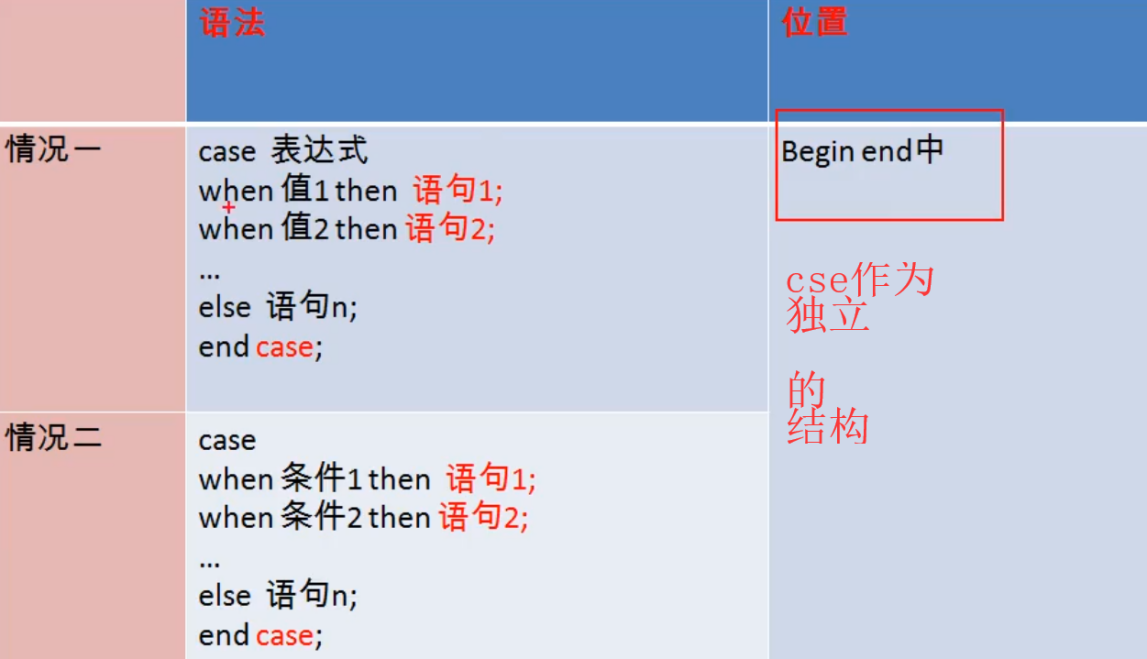 语法
位置
情况一
case 表达式
when 值1 then 语句1;
when 值2 then 语句2;
...
else 语句n;
end case;
Begin end中
cse作为
独立
的
结构
情况二
case
when 条件1 then 语句1;
when 条件2 then 语句2;
...
else 语句n;
end case;